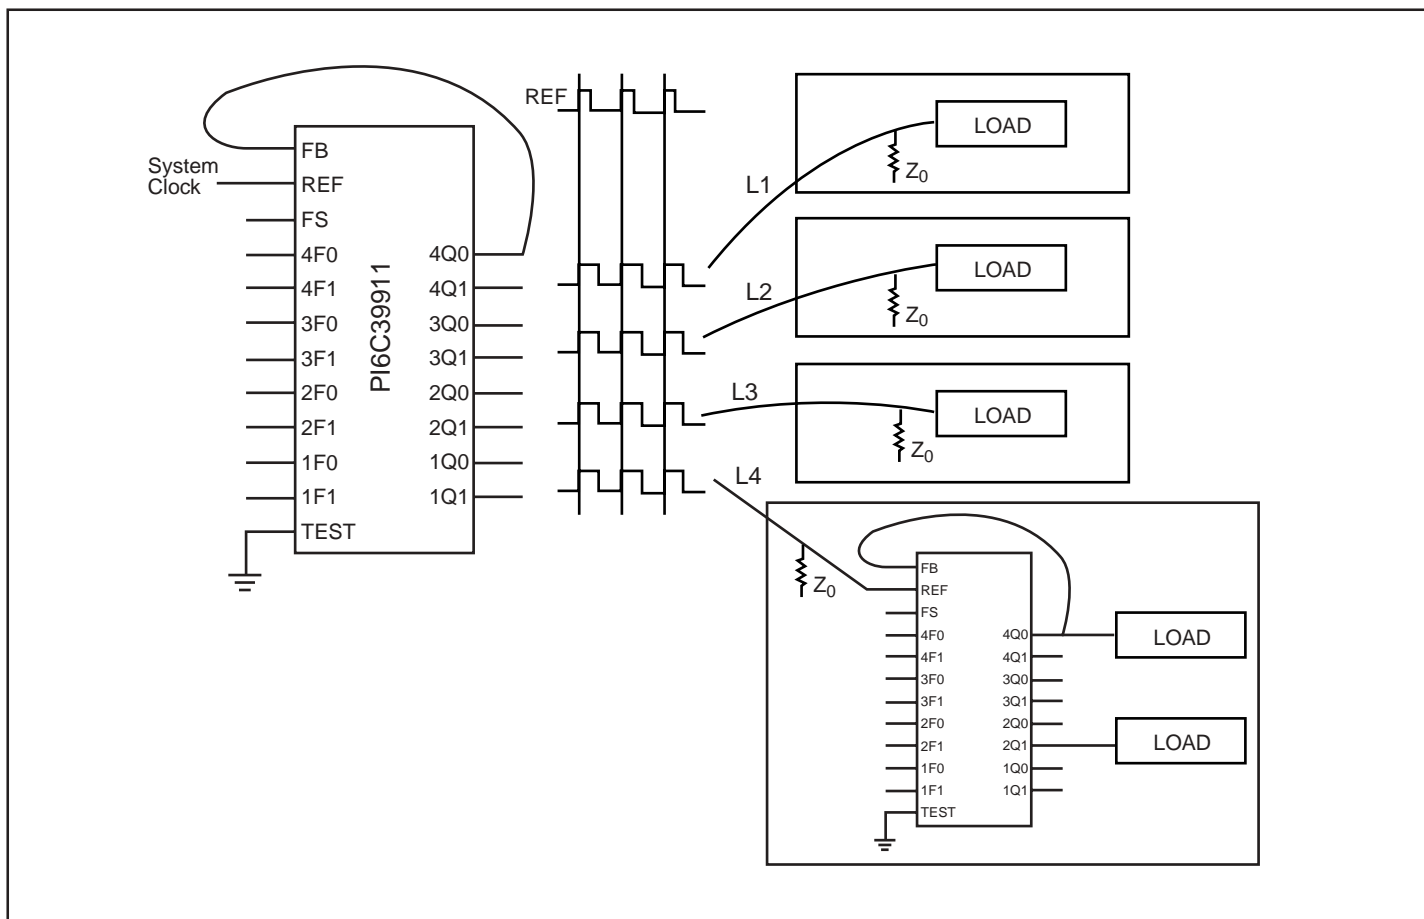 System
Clock
FB
REF
FS
4F0
4F1
3F0
3F1
2F0
2F1
1F0
1F1
TEST
PI6C39911
4Q0
4Q1
3Q0
3Q1
2Q0
2Q1
1Q0
1Q1
REF
L1
Z0
LOAD
L2
Z0
LOAD
L3
Z0
LOAD
L4
Z0
FB
REF
FS
4F0
4F1
3F0
3F1
2F0
2F1
1F0
1F1
TEST
4Q0
4Q1
3Q0
3Q1
2Q0
2Q1
1Q0
1Q1
LOAD
LOAD